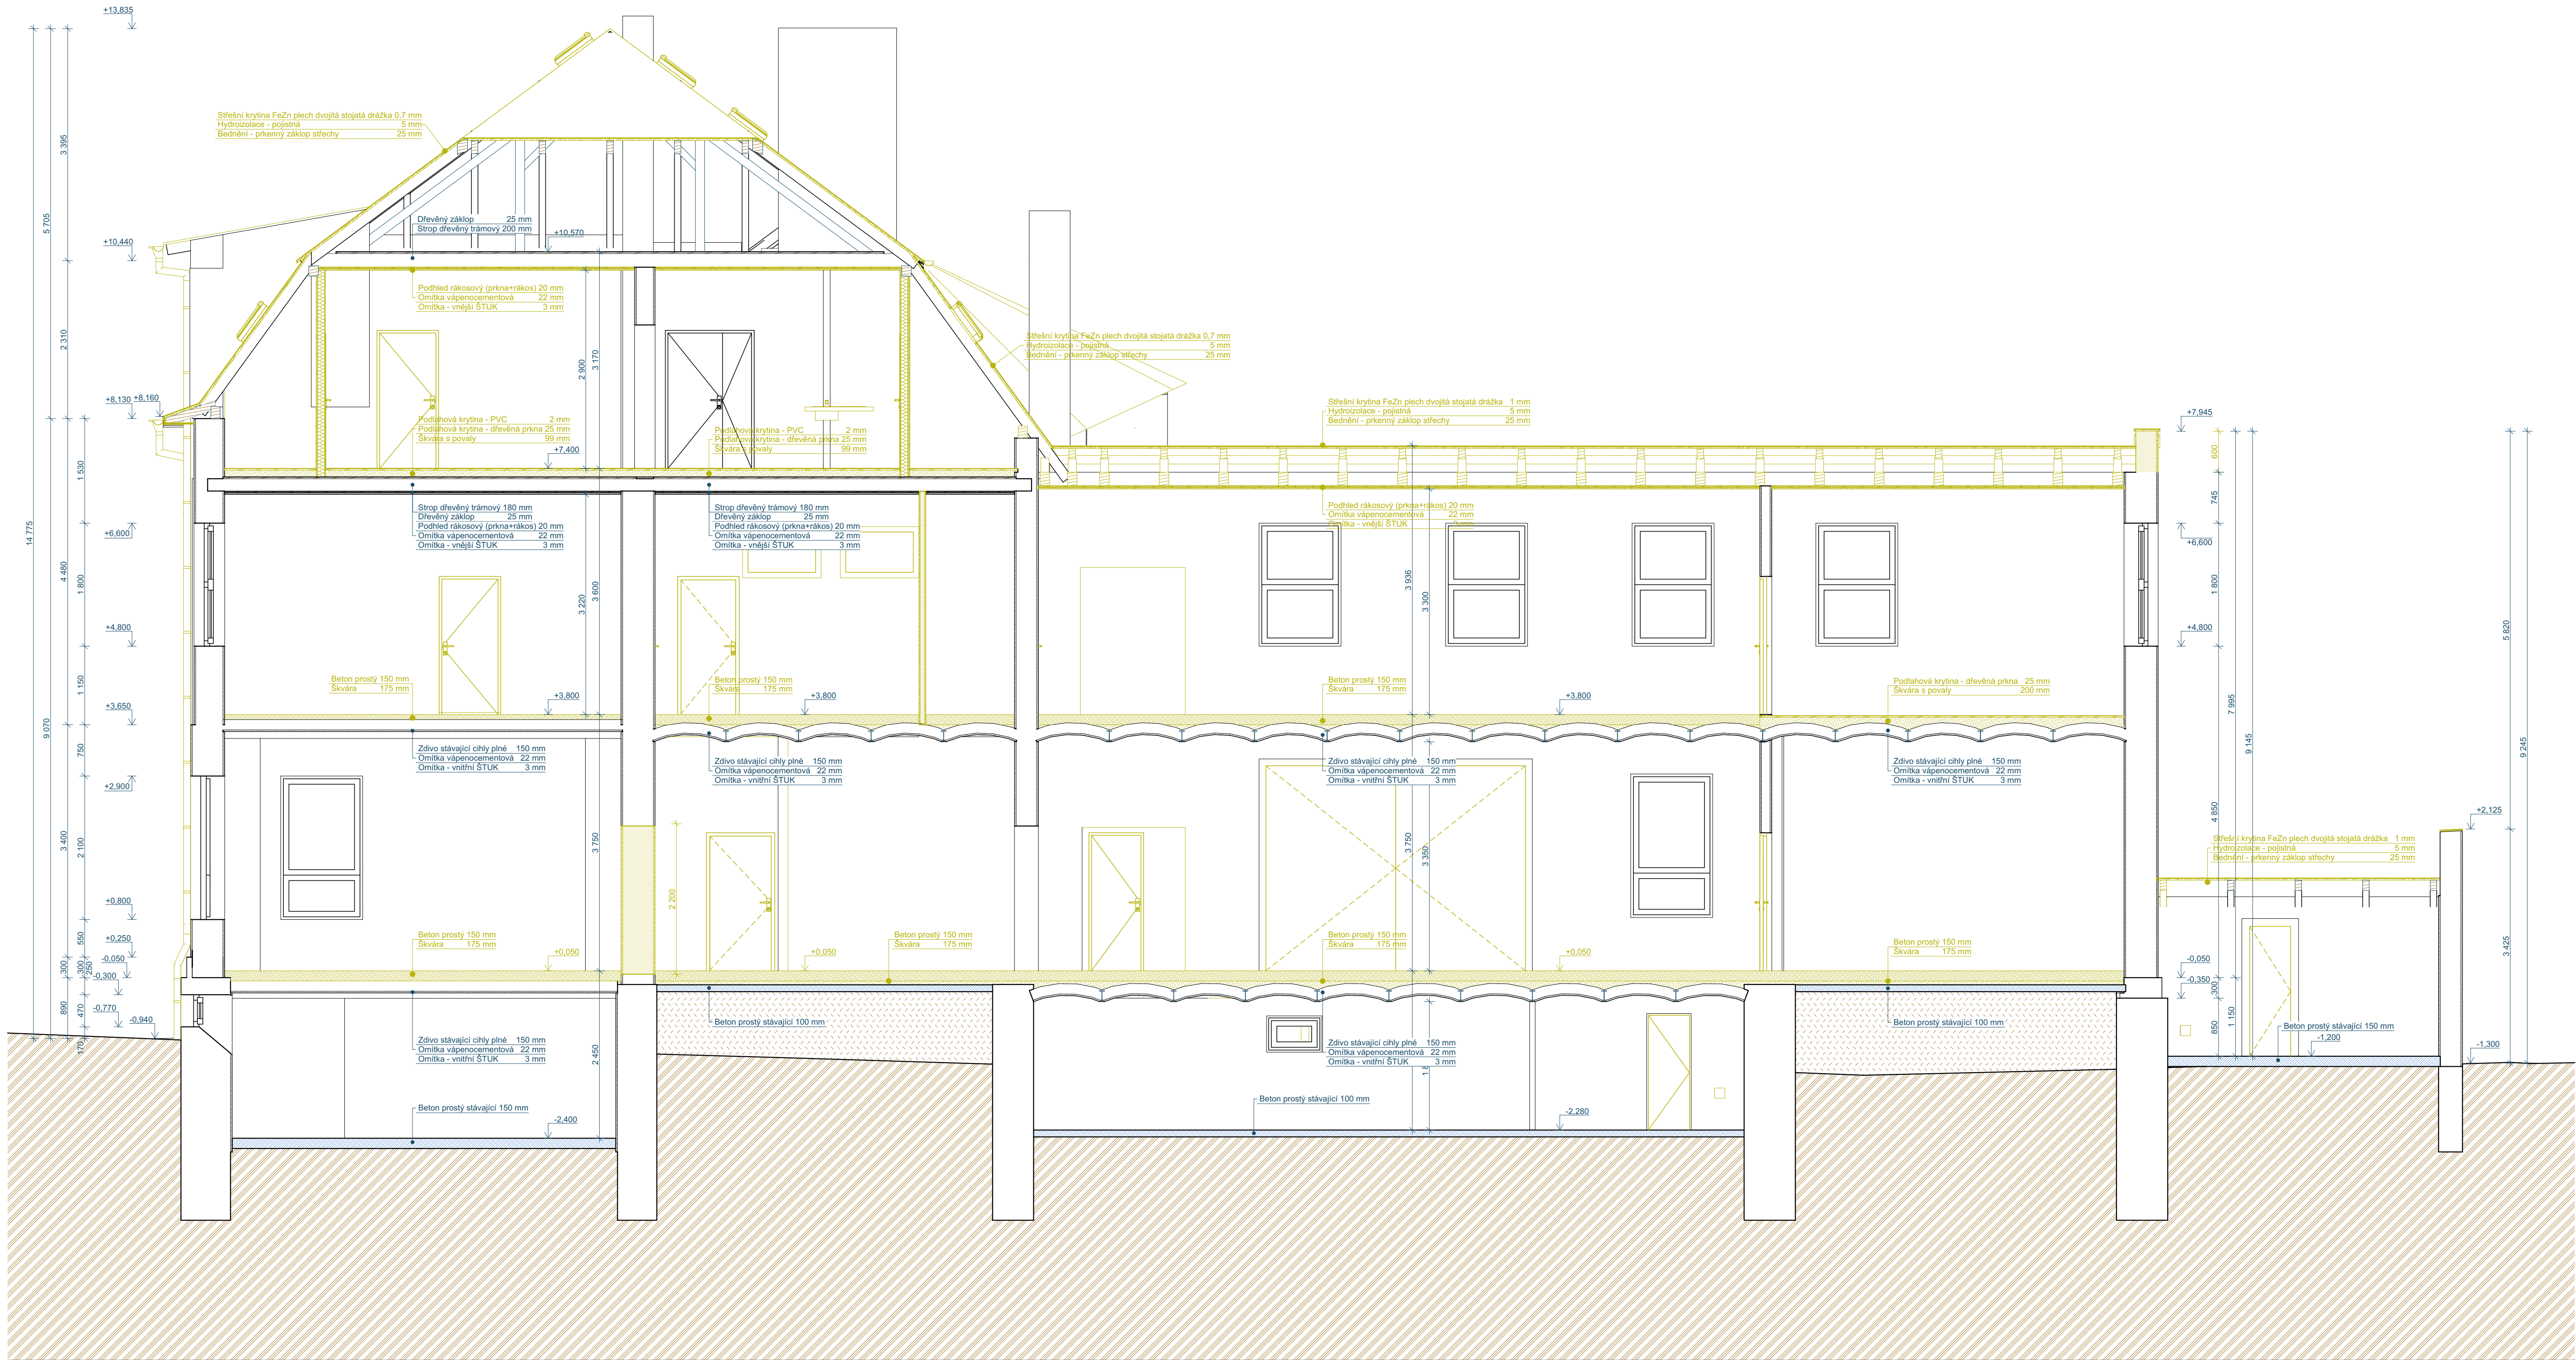 +13,835
Střešní krytina FeZn plech dvojitá stojatá drážka 0,7 mm
Hydroizolace - pojistná 5 mm
Bednění - prkenný záklop střechy 25 mm
3 395
5 705
Dřevěný záklop 25 mm
Strop dřevěný trámový 200 mm
+10,570
+10,440
Podhled rákosový (prkna+rákos) 20 mm
Omítka vápenocementová 22 mm
Omítka - vnější ŠTUK 3 mm
2 310
2 900
3 170
Střešní krytina FeZn plech dvojitá stojatá drážka 0,7 mm
Hydroizolace - pojistná 5 mm
Bednění - prkenný záklop střechy 25 mm
+8,130
+8,160
Podlahová krytina - PVC 2 mm
Podlahová krytina - dřevěná prkna 25 mm
Škvára s povaly 99 mm
Podlahová krytina - PVC 2 mm
Podlahová krytina - dřevěná prkna 25 mm
Škvára s povaly 99 mm
+7,400
Střešní krytina FeZn plech dvojitá stojatá drážka 1 mm
Hydroizolace - pojistná 5 mm
Bednění - prkenný záklop střechy 25 mm
+7,945
600
1 530
745
Strop dřevěný trámový 180 mm
Dřevěný záklop 25 mm
Podhled rákosový (prkna+rákos) 20 mm
Omítka vápenocementová 22 mm
Omítka - vnější ŠTUK 3 mm
Strop dřevěný trámový 180 mm
Dřevěný záklop 25 mm
Podhled rákosový (prkna+rákos) 20 mm
Omítka vápenocementová 22 mm
Omítka - vnější ŠTUK 3 mm
Podhled rákosový (prkna+rákos) 20 mm
Omítka vápenocementová 22 mm
Omítka - vnější ŠTUK 3 mm
14 775
+6,600
+6,600
4 480
1 800
3 220
3 600
3 936
3 300
1 800
+4,800
+4,800
5 820
1 150
Beton prostý 150 mm
Škvára 175 mm
Beton prostý 150 mm
Škvára 175 mm
Beton prostý 150 mm
Škvára 175 mm
Podlahová krytina - dřevěná prkna 25 mm
Škvára s povaly 200 mm
+3,800
+3,800
+3,800
+3,650
7 995
9 145
9 245
9 070
750
Zdivo stávající cihly plné 150 mm
Omítka vápenocementová 22 mm
Omítka - vnitřní ŠTUK 3 mm
Zdivo stávající cihly plné 150 mm
Omítka vápenocementová 22 mm
Omítka - vnitřní ŠTUK 3 mm
Zdivo stávající cihly plné 150 mm
Omítka vápenocementová 22 mm
Omítka - vnitřní ŠTUK 3 mm
Zdivo stávající cihly plné 150 mm
Omítka vápenocementová 22 mm
Omítka - vnitřní ŠTUK 3 mm
+2,900
+2,125
4 850
3 400
2 100
3 750
3 750
3 350
2 200
Střešní krytina FeZn plech dvojitá stojatá drážka 1 mm
Hydroizolace - pojistná 5 mm
Bednění - prkenný záklop střechy 25 mm
+0,800
550
+0,250
Beton prostý 150 mm
Škvára 175 mm
Beton prostý 150 mm
Škvára 175 mm
Beton prostý 150 mm
Škvára 175 mm
Beton prostý 150 mm
Škvára 175 mm
+0,050
+0,050
+0,050
3 425
-0,050
-0,050
300
300
250
-0,300
-0,350
300
890
470
-0,770
-0,940
170
850
1 150
Beton prostý stávající 100 mm
Beton prostý stávající 100 mm
Beton prostý stávající 150 mm
-1,200
-1,300
Zdivo stávající cihly plné 150 mm
Omítka vápenocementová 22 mm
Omítka - vnitřní ŠTUK 3 mm
Zdivo stávající cihly plné 150 mm
Omítka vápenocementová 22 mm
Omítka - vnitřní ŠTUK 3 mm
2 450
Beton prostý stávající 150 mm
Beton prostý stávající 100 mm
-2,400
-2,280